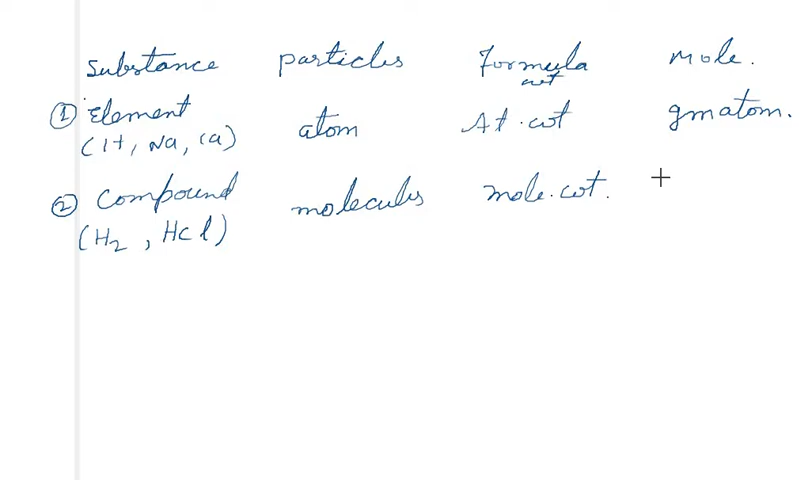 Substance particles Formula wt mole.
① Element atom At.wt gmatom.
(H, Na, Ca)
② Compound molecules mole.wt.
(H2, HCl)